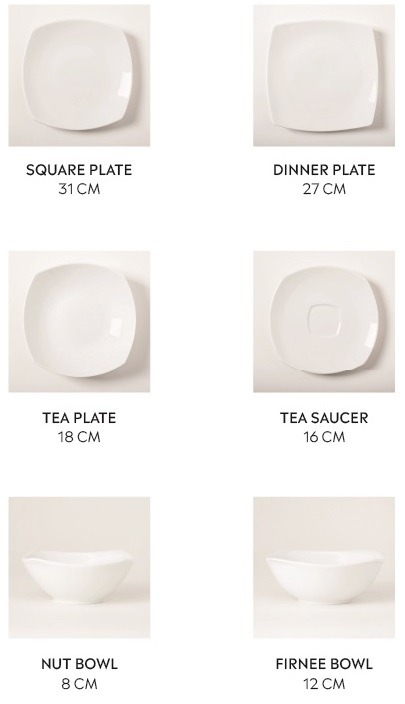 SQUARE PLATE
31 CM
DINNER PLATE
27 CM
TEA PLATE
18 CM
TEA SAUCER
16 CM
NUT BOWL
8 CM
FIRNEE BOWL
12 CM